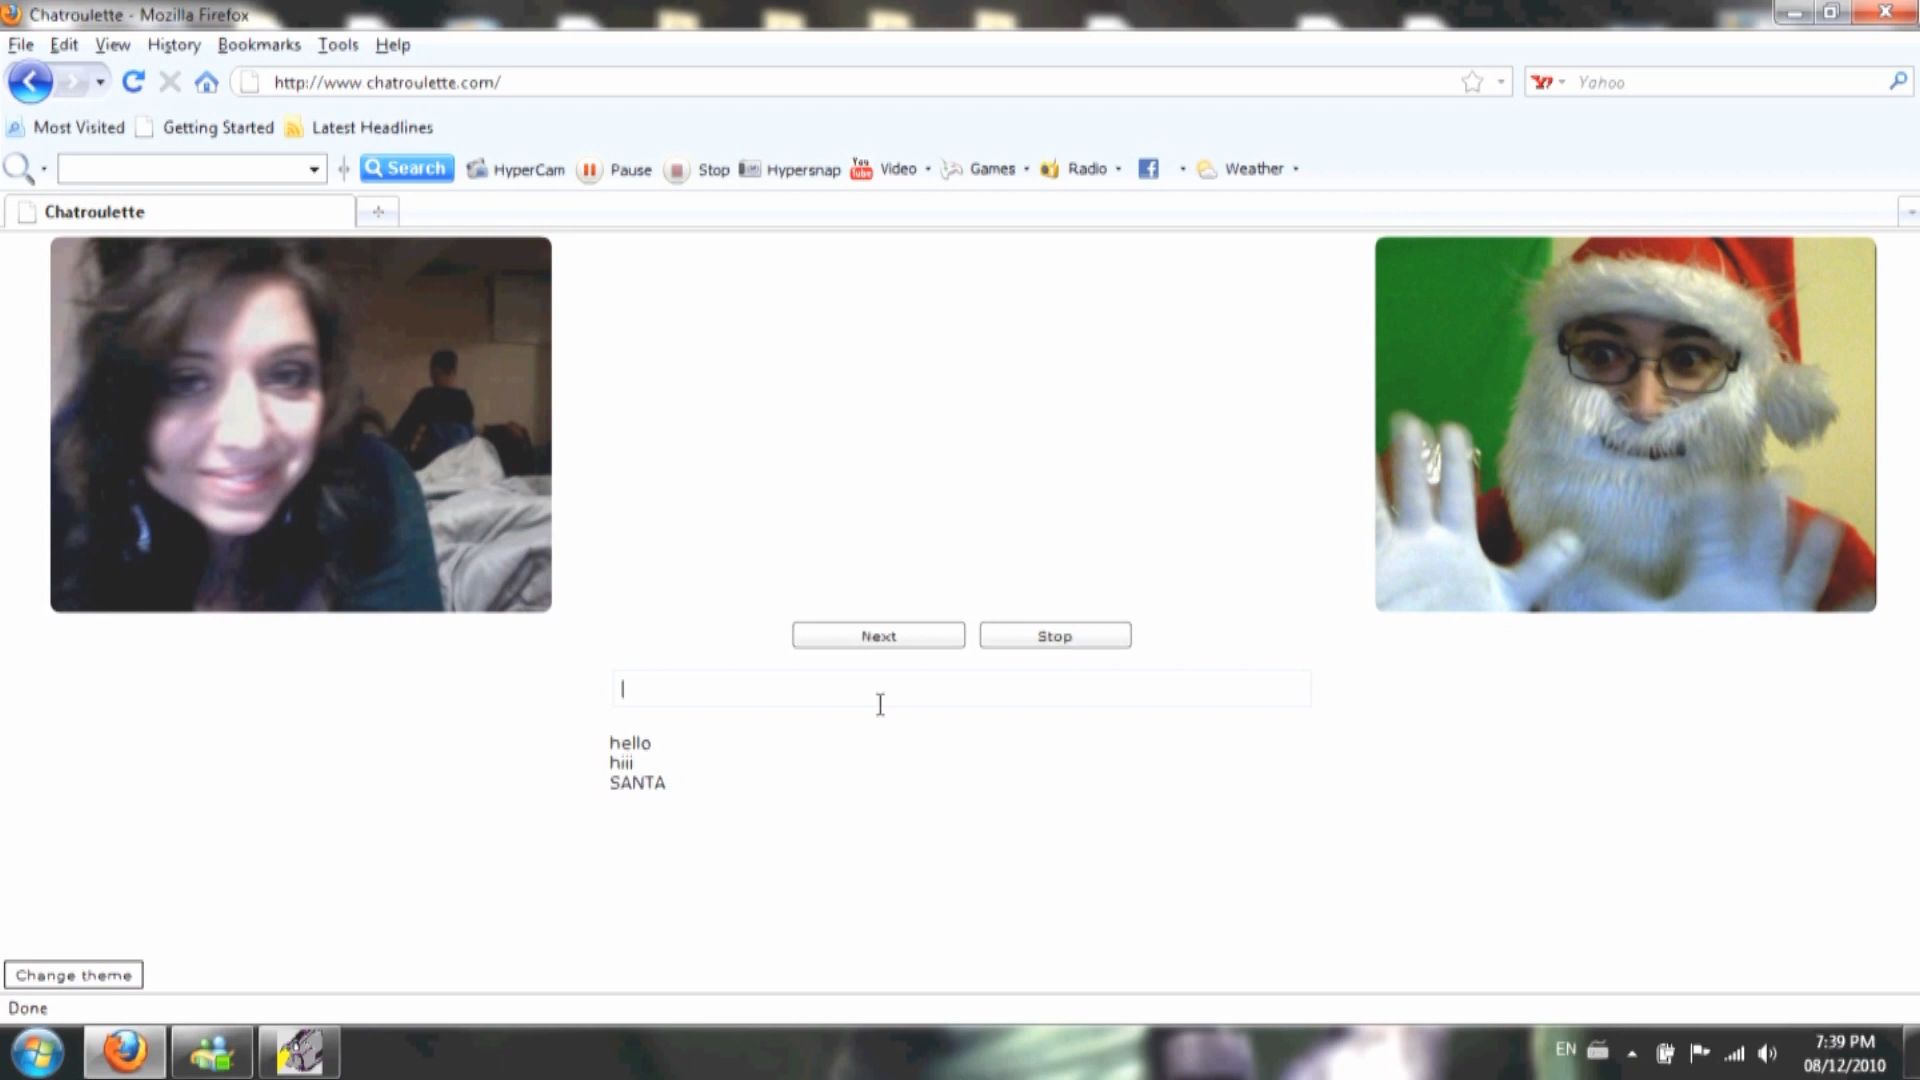 Chatroulette - Mozilla Firefox
File Edit View History Bookmarks Tools Help
http://www chatroulette.com/
Yahoo
Most Visited Getting Started Latest Headlines
Search HyperCam Pause Stop Hypersnap You Tube Video Games Radio Weather
Chatroulette
Next Stop
hello
hiii
SANTA
Change theme
Done
EN 7:39 PM
08/12/2010